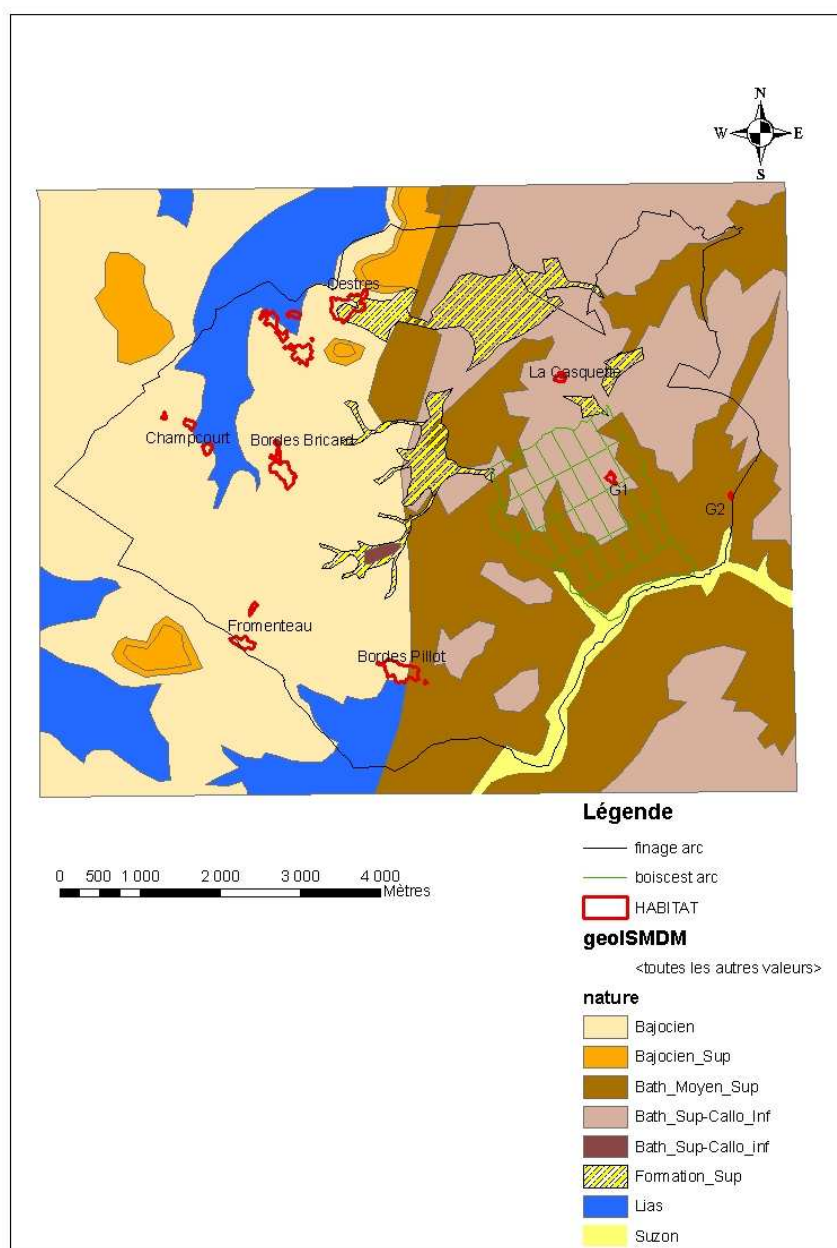 N
W E
S
Cestres
La Casquette
Champcourt
Bordes Bricard
G1
G2
Fromenteau
Bordes Pillot
Légende
0 500 1 000 2 000 3 000 4 000
Mètres
finage arc
boiscest arc
HABITAT
geolSMDM
<toutes les autres valeurs>
nature
Bajocien
Bajocien_Sup
Bath_Moyen_Sup
Bath_Sup-Callo_Inf
Bath_Sup-Callo_inf
Formation_Sup
Lias
Suzon